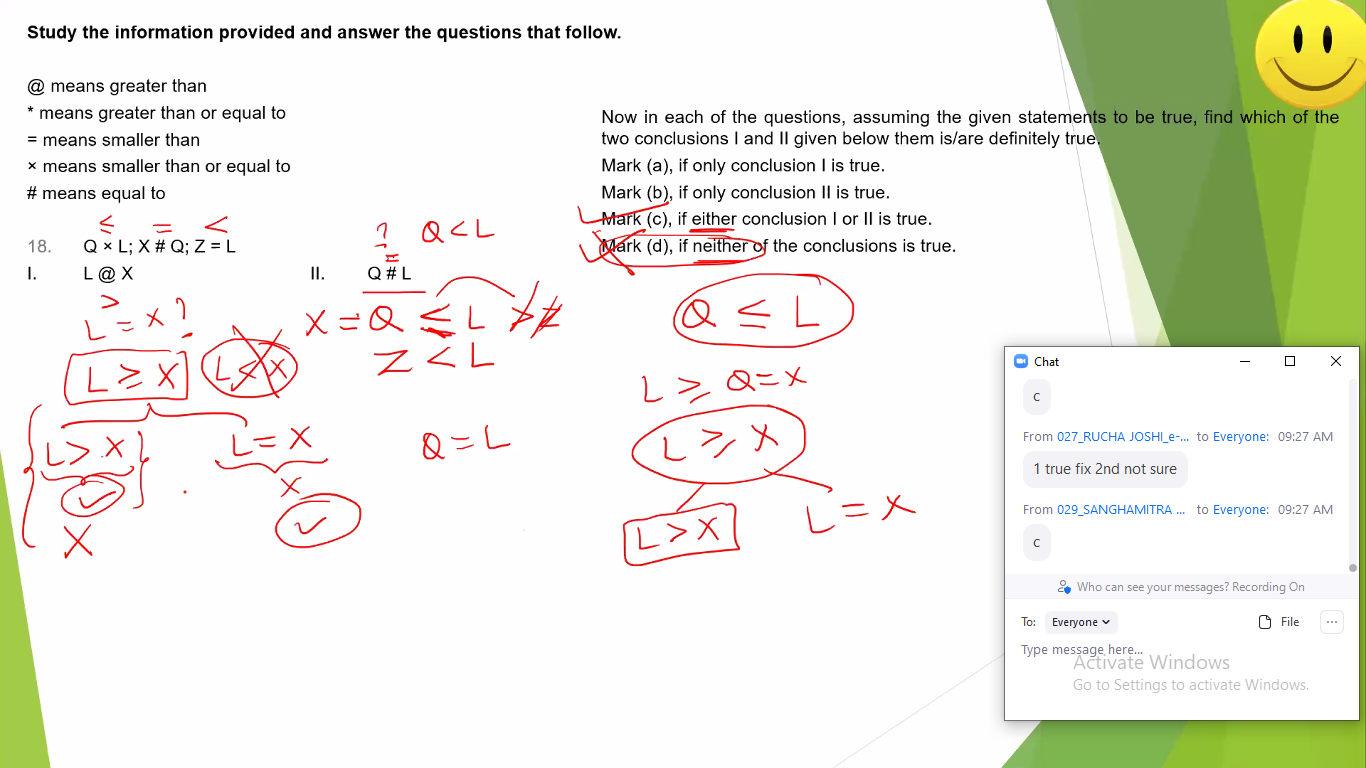 Study the information provided and answer the questions that follow.
@ means greater than
* means greater than or equal to
= means smaller than
× means smaller than or equal to
# means equal to
≤ = <
18. Q × L; X # Q; Z = L
I. L @ X II. Q # L
? Q < L
=
>
L = X ?
L ≥ X L < X
X = Q ≤ L > Z
Z < L
L > X L = X
Q = L
X
X
Now in each of the questions, assuming the given statements to be true, find which of the
two conclusions I and II given below them is/are definitely true.
Mark (a), if only conclusion I is true.
Mark (b), if only conclusion II is true.
Mark (c), if either conclusion I or II is true.
Mark (d), if neither of the conclusions is true.
Q ≤ L
L ≥ Q = X
L ≥ X
L > X L = X
Chat
C
From 027_RUCHA JOSHI_e-... to Everyone: 09:27 AM
1 true fix 2nd not sure
From 029_SANGHAMITRA ... to Everyone: 09:27 AM
C
Who can see your messages? Recording On
To: Everyone File ...
Type message here...
Activate Windows
Go to Settings to activate Windows.